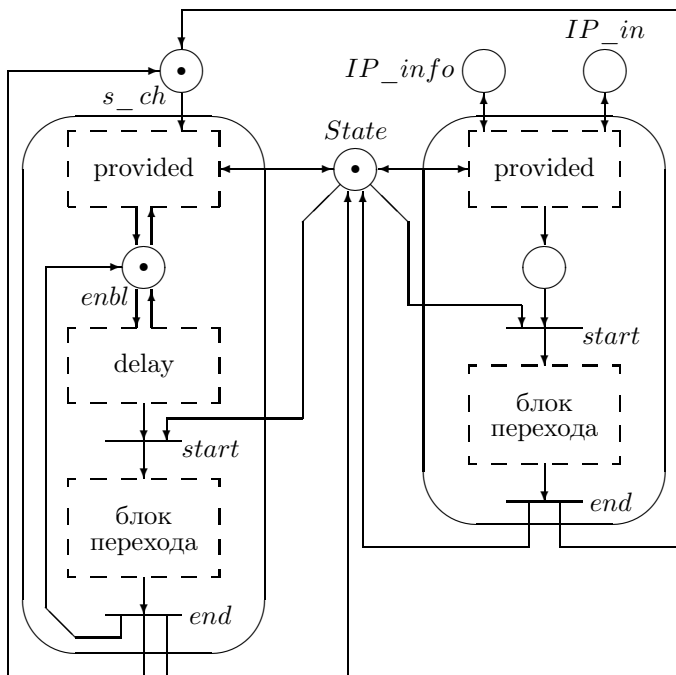 IP_in
IP_info
s_ch
State
provided
provided
enbl
start
delay
блок
перехода
start
end
блок
перехода
end